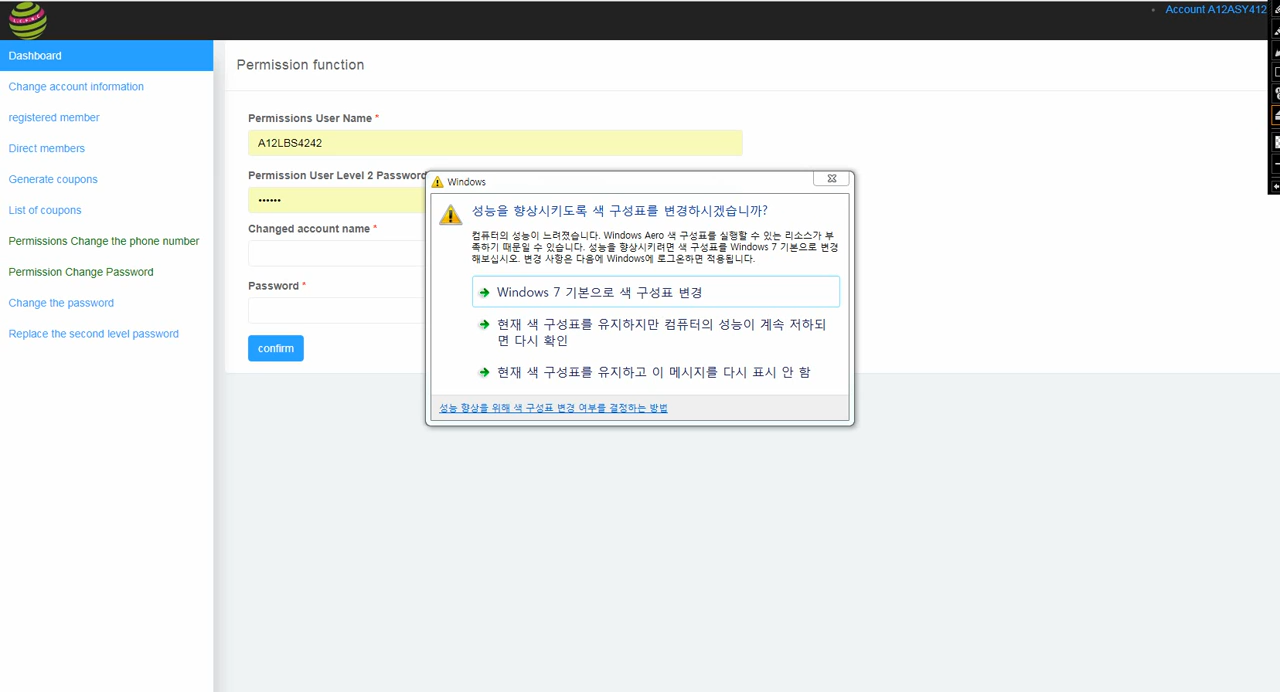 Account A12ASY412
Dashboard
Change account information
registered member
Direct members
Generate coupons
List of coupons
Permissions Change the phone number
Permission Change Password
Change the password
Replace the second level password
Permission function
Permissions User Name *
A12LBS4242
Permission User Level 2 Password
••••••
Changed account name *
Password *
confirm
Windows
성능을 향상시키도록 색 구성표를 변경하시겠습니까?
컴퓨터의 성능이 느려졌습니다. Windows Aero 색 구성표를 실행할 수 있는 리소스가 부
족하기 때문일 수 있습니다. 성능을 향상시키려면 색 구성표를 Windows 7 기본으로 변경
해보십시오. 변경 사항은 다음에 Windows에 로그온하면 적용됩니다.
Windows 7 기본으로 색 구성표 변경
현재 색 구성표를 유지하지만 컴퓨터의 성능이 계속 저하되
면 다시 확인
현재 색 구성표를 유지하고 이 메시지를 다시 표시 안 함
성능 향상을 위해 색 구성표 변경 여부를 결정하는 방법